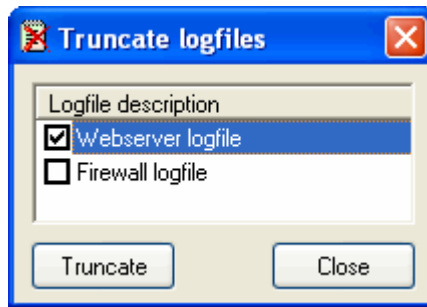 Truncate logfiles
Logfile description
Webserver logfile
Firewall logfile
Truncate
Close